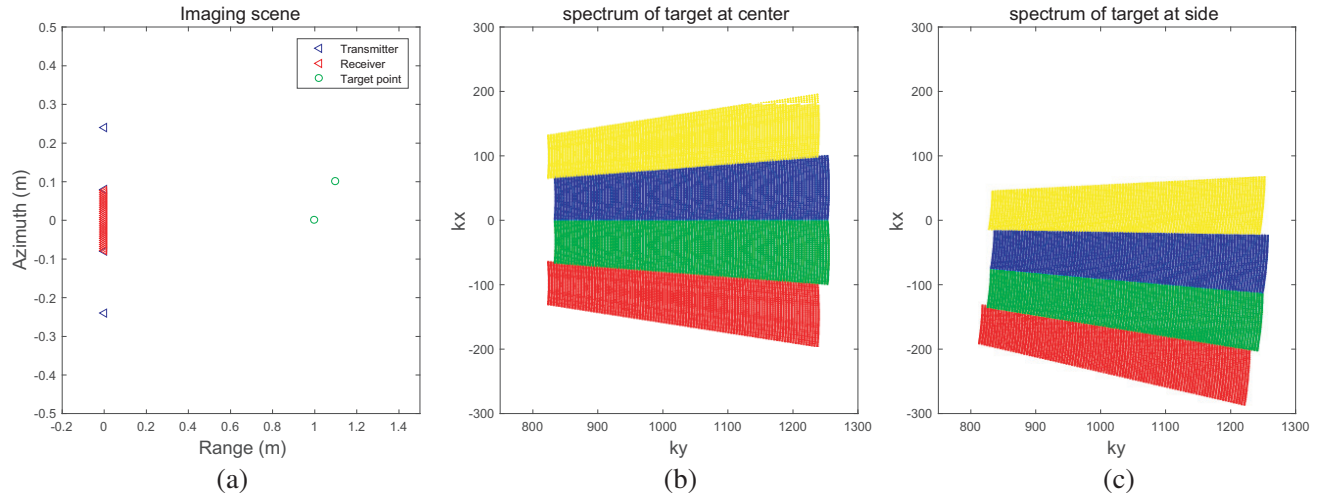 Imaging scene
0.5
0.4
0.3
0.2
0.1
0
-0.1
-0.2
-0.3
-0.4
-0.5
Azimuth (m)
-0.2 0 0.2 0.4 0.6 0.8 1 1.2 1.4
Range (m)
Transmitter
Receiver
Target point
(a)
spectrum of target at center
300
200
100
0
-100
-200
-300
kx
800 900 1000 1100 1200 1300
ky
(b)
spectrum of target at side
300
200
100
0
-100
-200
-300
kx
800 900 1000 1100 1200 1300
ky
(c)